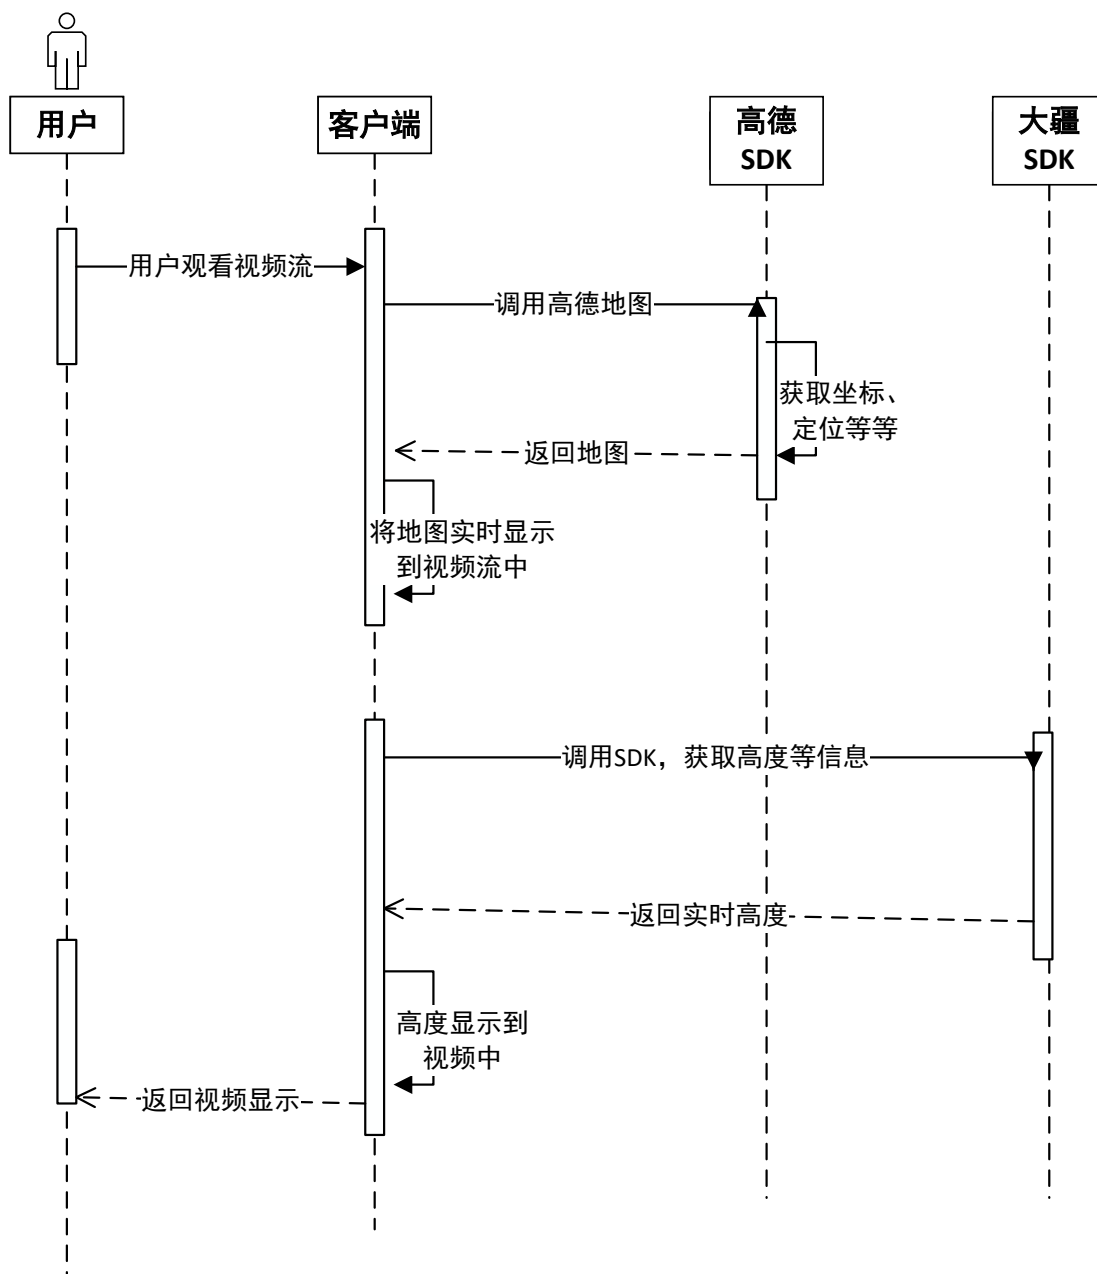 用户
客户端
高德
SDK
大疆
SDK
用户观看视频流
调用高德地图
获取坐标、
定位等等
返回地图
将地图实时显示
到视频流中
调用SDK，获取高度等信息
返回实时高度
高度显示到
视频中
返回视频显示